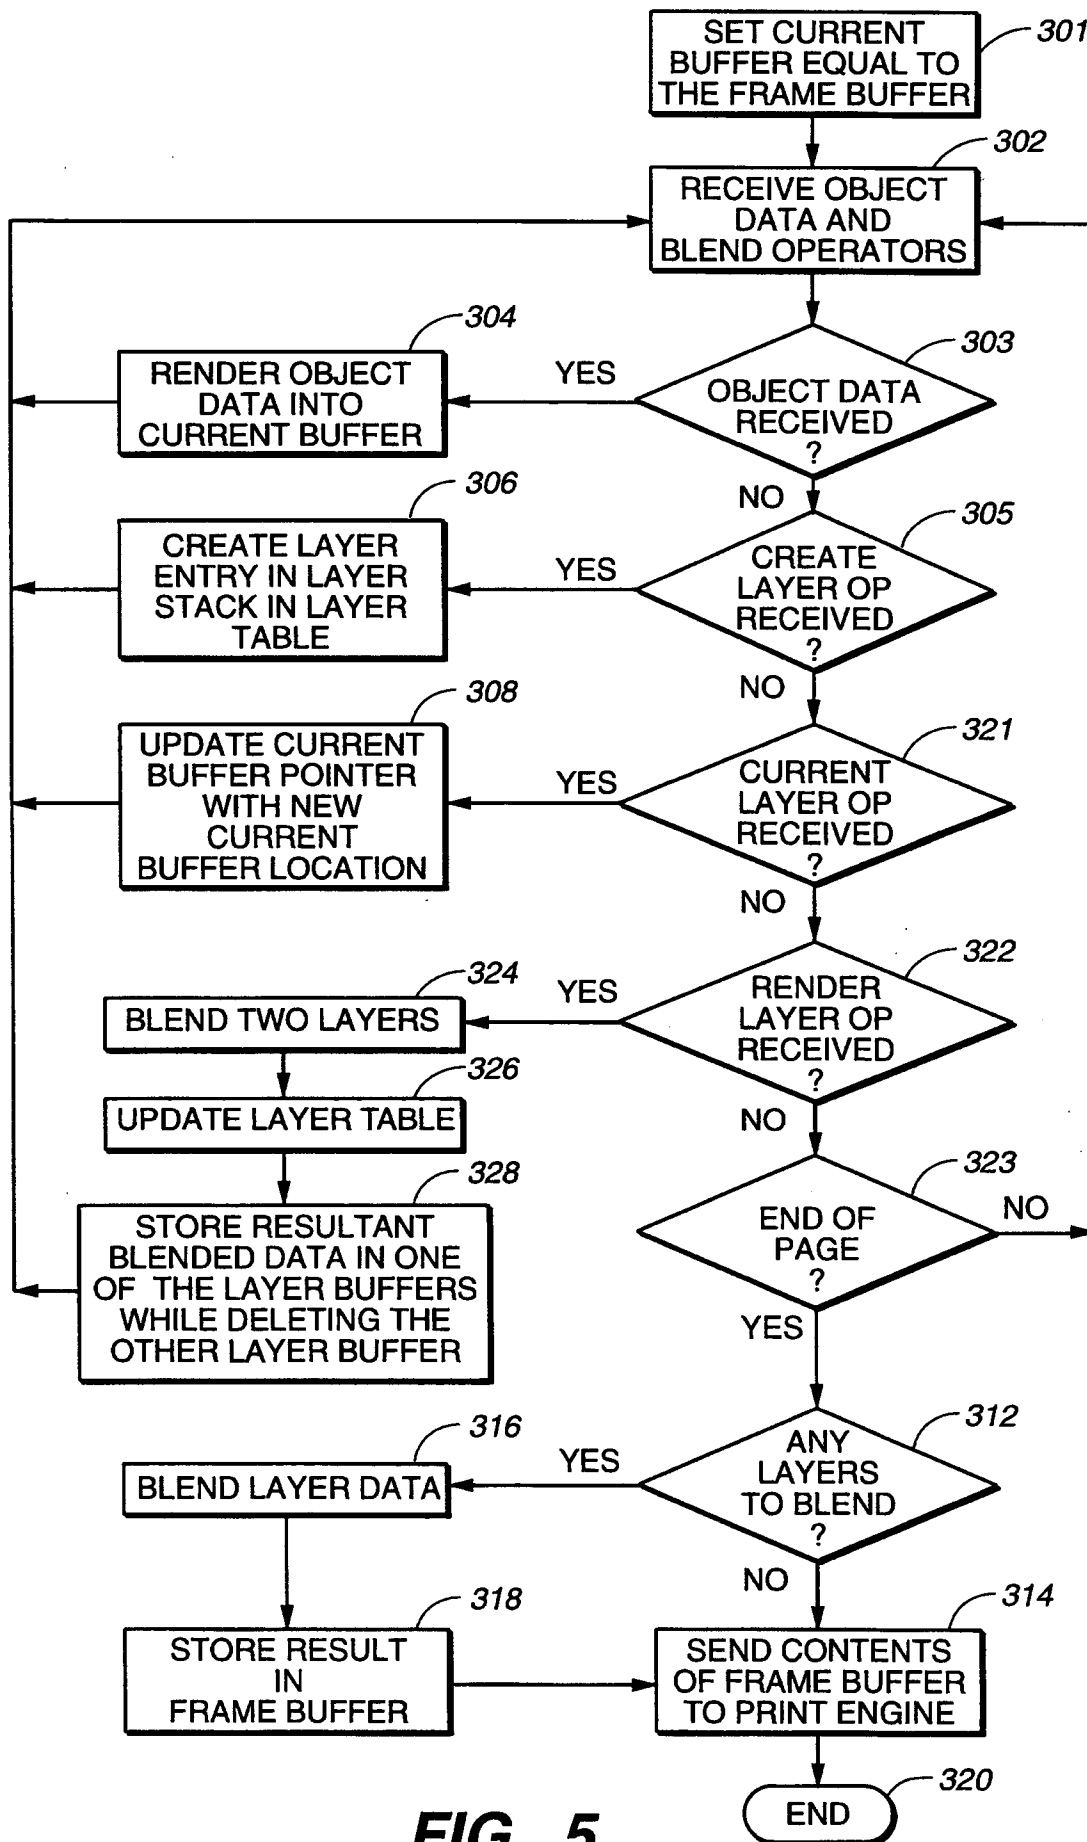 SET CURRENT
BUFFER EQUAL TO
THE FRAME BUFFER
301
302
RECEIVE OBJECT
DATA AND
BLEND OPERATORS
304
RENDER OBJECT
DATA INTO
CURRENT BUFFER
YES
303
OBJECT DATA
RECEIVED
?
NO
306
CREATE LAYER
ENTRY IN LAYER
STACK IN LAYER
TABLE
YES
305
CREATE
LAYER OP
RECEIVED
?
NO
308
UPDATE CURRENT
BUFFER POINTER
WITH NEW
CURRENT
BUFFER LOCATION
YES
321
CURRENT
LAYER OP
RECEIVED
?
NO
324
BLEND TWO LAYERS
YES
322
RENDER
LAYER OP
RECEIVED
?
NO
326
UPDATE LAYER TABLE
328
STORE RESULTANT
BLENDED DATA IN ONE
OF THE LAYER BUFFERS
WHILE DELETING THE
OTHER LAYER BUFFER
323
END OF
PAGE
?
NO
YES
316
BLEND LAYER DATA
YES
312
ANY
LAYERS
TO BLEND
?
NO
318
STORE RESULT
IN
FRAME BUFFER
314
SEND CONTENTS
OF FRAME BUFFER
TO PRINT ENGINE
320
END
FIG. 5